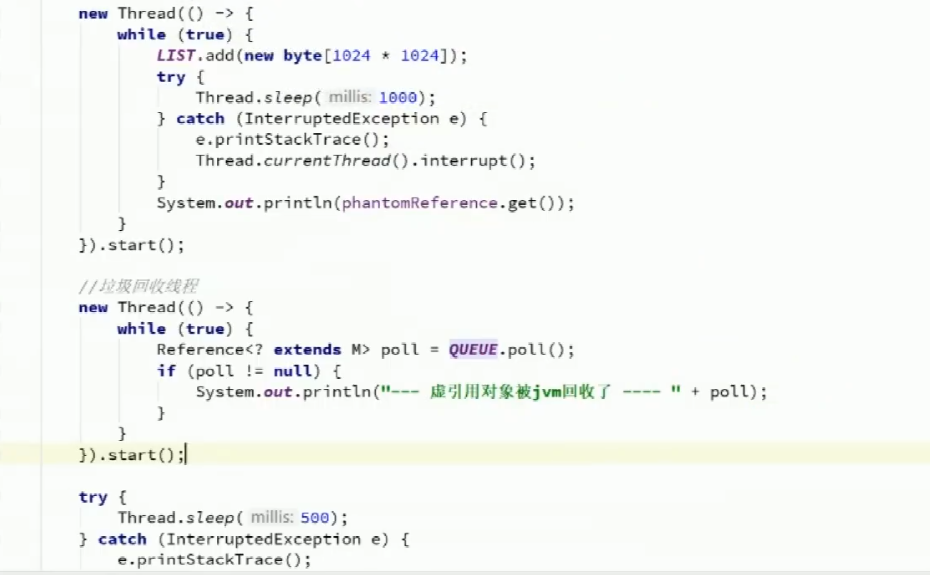 new Thread(() -> {
while (true) {
LIST.add(new byte[1024 * 1024]);
try {
Thread.sleep( millis: 1000);
} catch (InterruptedException e) {
e.printStackTrace();
Thread.currentThread().interrupt();
}
System.out.println(phantomReference.get());
}
}).start();
//垃圾回收线程
new Thread(() -> {
while (true) {
Reference<? extends M> poll = QUEUE.poll();
if (poll != null) {
System.out.println("--- 虚引用对象被jvm回收了 ---- " + poll);
}
}
}).start();
try {
Thread.sleep( millis: 500);
} catch (InterruptedException e) {
e.printStackTrace();